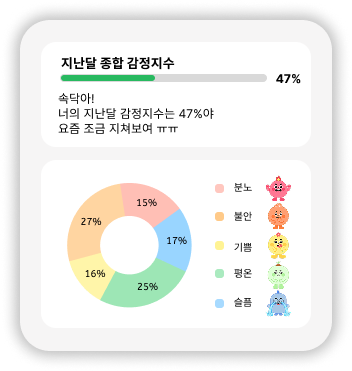 지난달 종합 감정지수
47%
속닥아!
너의 지난달 감정지수는 47%야
요즘 조금 지쳐보여 ㅠㅠ
15%
17%
25%
16%
27%
분노
불안
기쁨
평온
슬픔